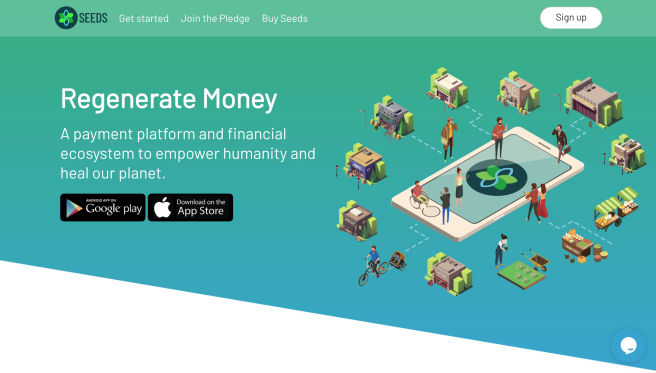 SEEDS Get started Join the Pledge Buy Seeds Sign up
Regenerate Money
A payment platform and financial
ecosystem to empower humanity and
heal our planet.
ANDROID APP ON
Google play
Download on the
App Store